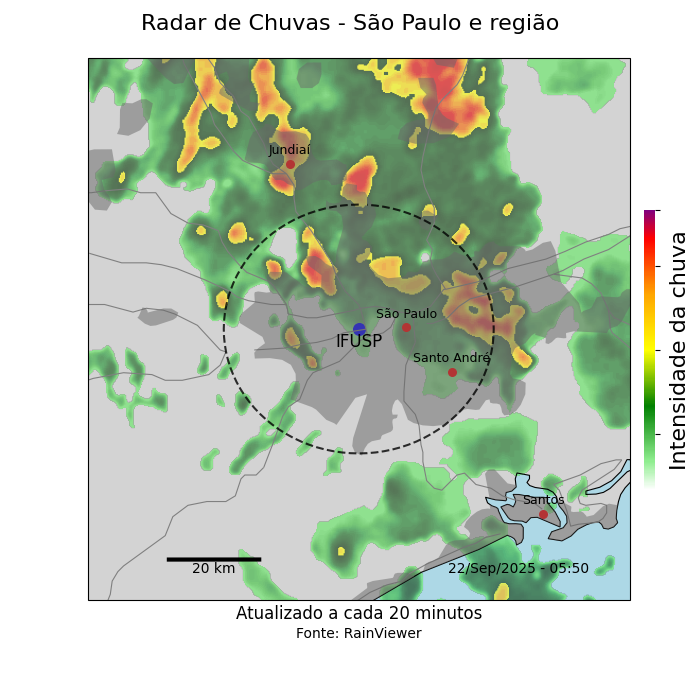 Radar de Chuvas - São Paulo e região
Jundiaí
São Paulo
IFUSP
Santo André
Santos
20 km
22/Sep/2025 - 05:50
Intensidade da chuva
Atualizado a cada 20 minutos
Fonte: RainViewer